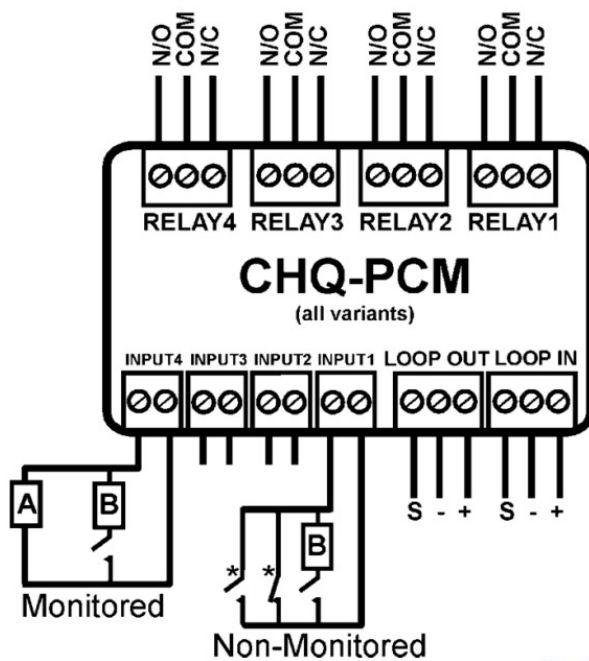 N/O COM N/C N/O COM N/C N/O COM N/C N/O COM N/C
RELAY4 RELAY3 RELAY2 RELAY1
CHQ-PCM
(all variants)
INPUT4 INPUT3 INPUT2 INPUT1 LOOP OUT LOOP IN
S - + S - +
A B
B
* *
Monitored
Non-Monitored